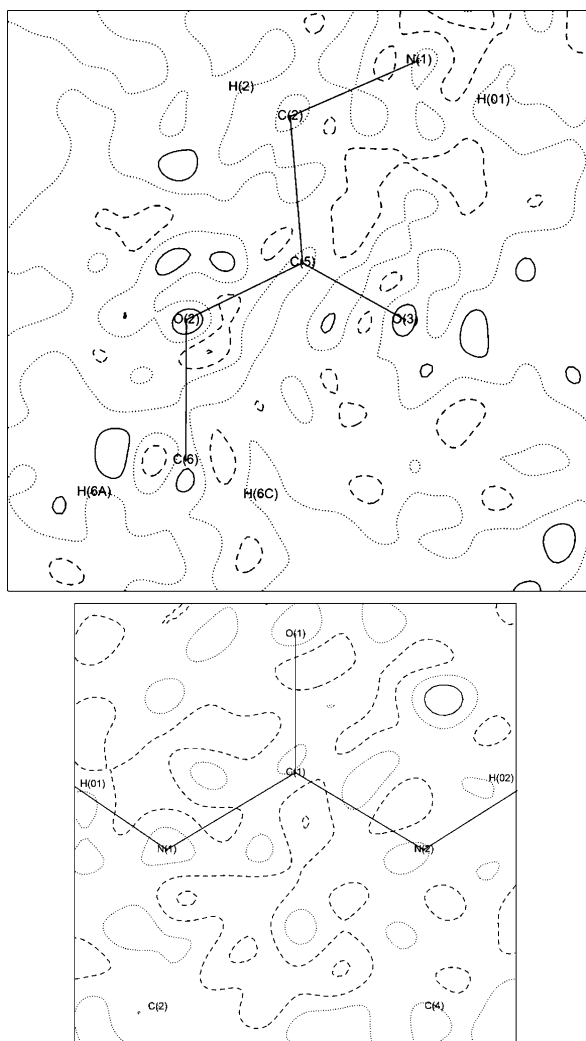 N(1)
H(2)
H(01)
C(2)
C(5)
O(2)
O(3)
C(6)
H(6A)
H(6C)
O(1)
C(1)
H(01)
H(02)
N(1)
N(2)
C(2)
C(4)